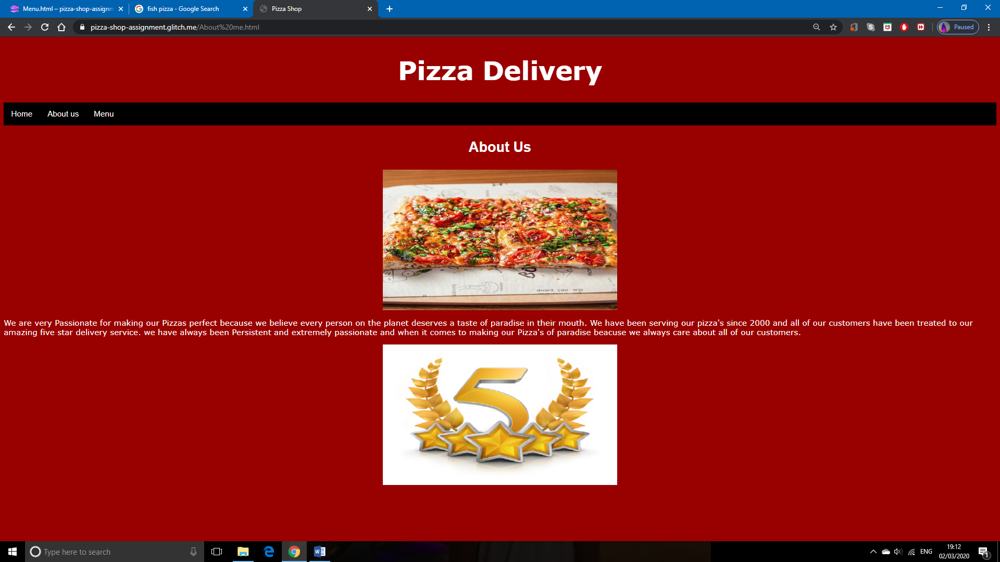 Menu.html – pizza-shop-assignm
fish pizza - Google Search
Pizza Shop
pizza-shop-assignment.glitch.me/About%20me.html
Paused
Pizza Delivery
Home About us Menu
About Us
We are very Passionate for making our Pizzas perfect because we believe every person on the planet deserves a taste of paradise in their mouth. We have been serving our pizza's since 2000 and all of our customers have been treated to our
amazing five star delivery service. we have always been Persistent and extremely passionate and when it comes to making our Pizza's of paradise beacuse we always care about all of our customers.
5
Type here to search
ENG
19:12
02/03/2020
1